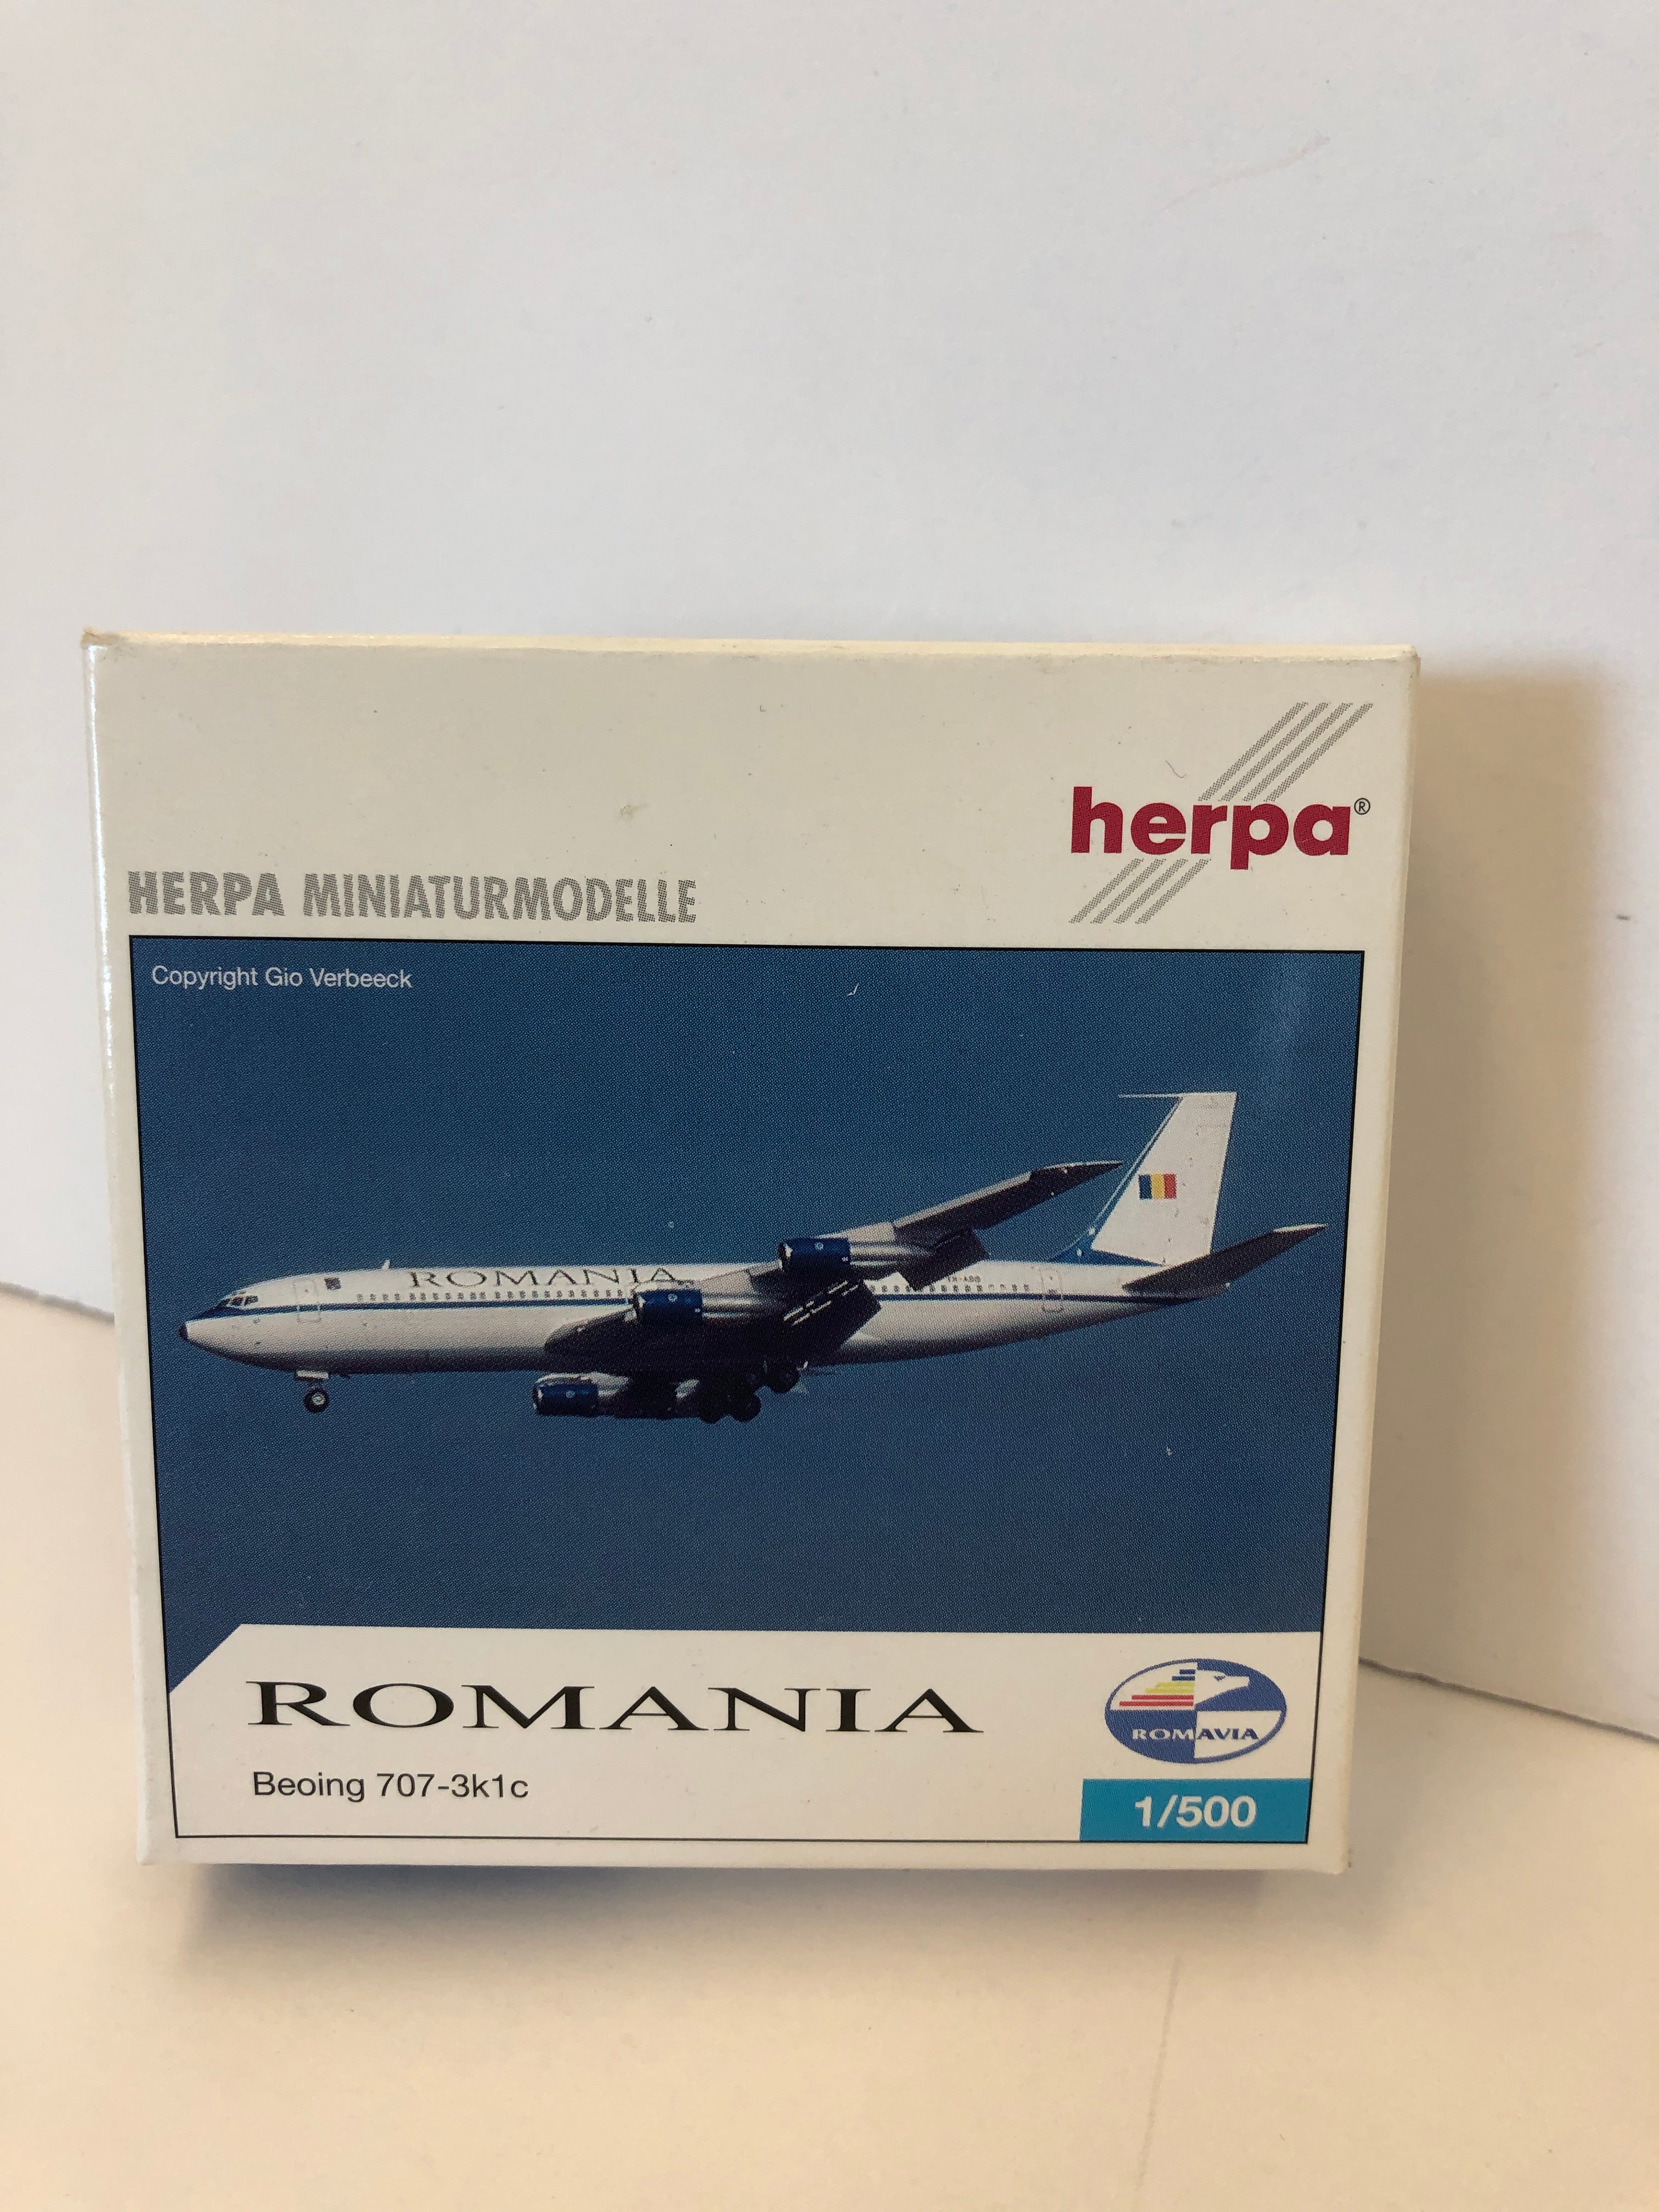 herpa®
HERPA MINIATURMODELLE
Copyright Gio Verbeeck
ROMANIA
ROMANIA
ROMAVIA
Beoing 707-3k1c
1/500